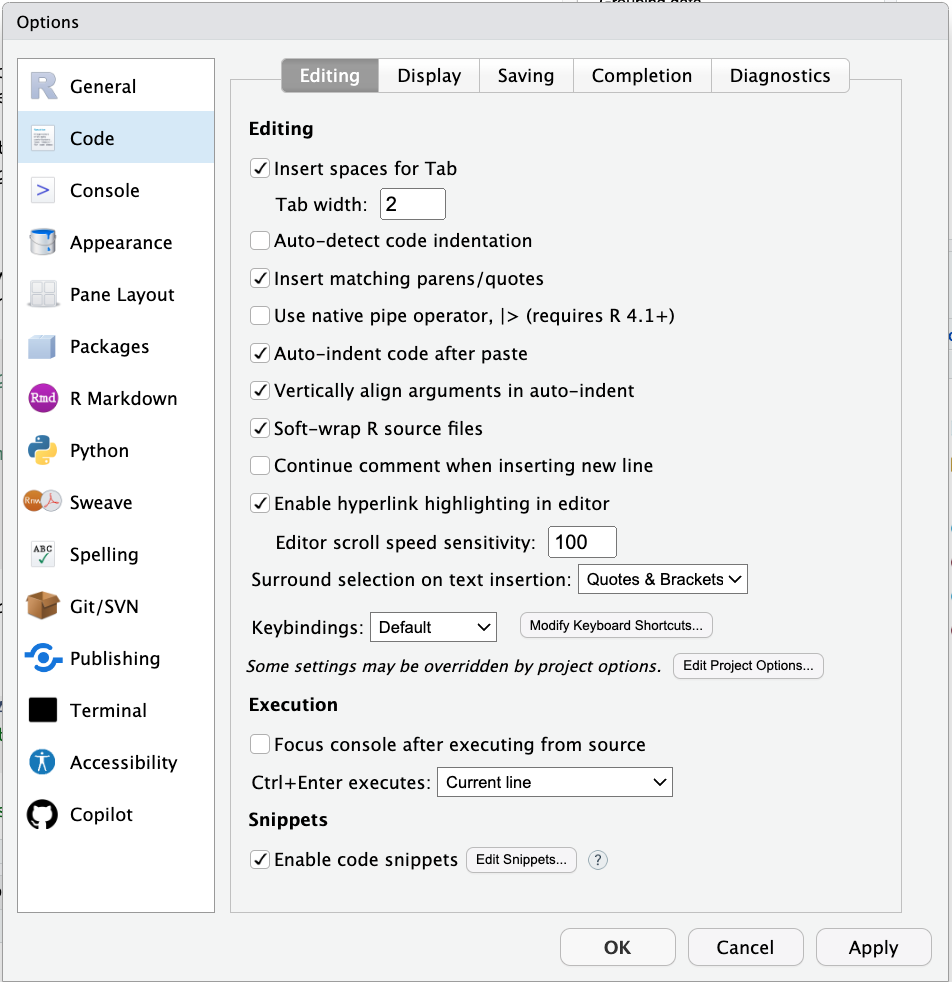 Grouping data
Options
General
Code
Console
Appearance
Pane Layout
Packages
Rmd R Markdown
Python
Rnw Sweave
ABC Spelling
Git/SVN
Publishing
Terminal
Accessibility
Copilot
Editing Display Saving Completion Diagnostics
Editing
Insert spaces for Tab
Tab width: 2
Auto-detect code indentation
Insert matching parens/quotes
Use native pipe operator, |> (requires R 4.1+)
Auto-indent code after paste
Vertically align arguments in auto-indent
Soft-wrap R source files
Continue comment when inserting new line
Enable hyperlink highlighting in editor
Editor scroll speed sensitivity: 100
Surround selection on text insertion: Quotes & Brackets
Keybindings: Default Modify Keyboard Shortcuts...
Some settings may be overridden by project options. Edit Project Options...
Execution
Focus console after executing from source
Ctrl+Enter executes: Current line
Snippets
Enable code snippets Edit Snippets... ?
OK Cancel Apply